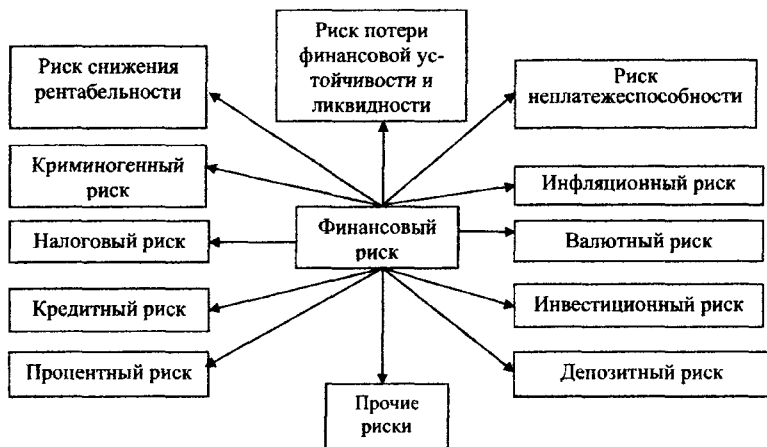 Риск потери
финансовой ус-
тойчивости и
ликвидности
Риск снижения
рентабельности
Риск
неплатежеспособности
Криминогенный
риск
Инфляционный риск
Финансовый
риск
Налоговый риск
Валютный риск
Кредитный риск
Инвестиционный риск
Процентный риск
Депозитный риск
Прочие
риски